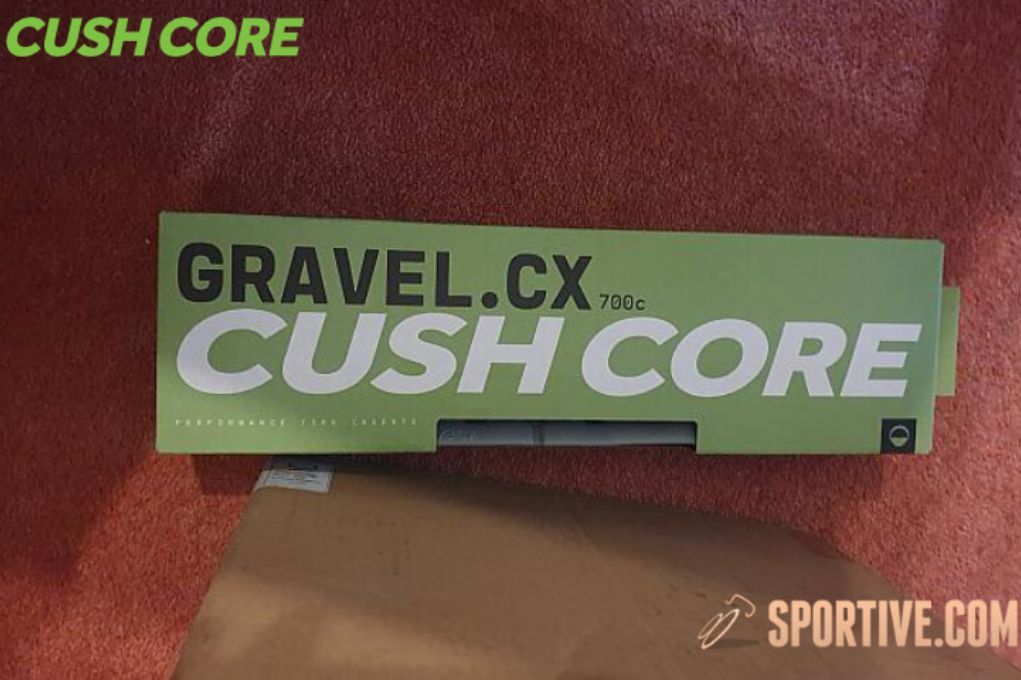 CUSH CORE
GRAVEL.CX 700c
CUSH CORE
PERFORMANCE TIRE INSERTS
SPORTIVE.COM